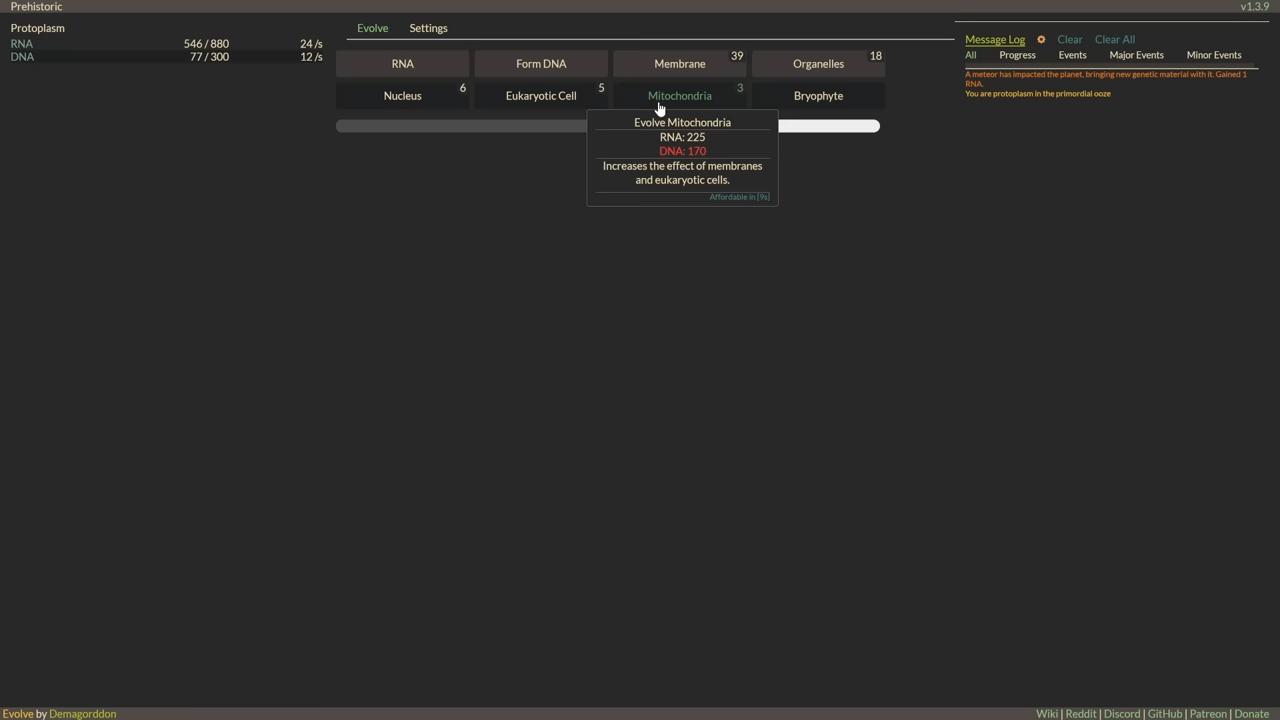 Prehistoric v1.3.9
Protoplasm
RNA 546 / 880 24 /s
DNA 77 / 300 12 /s
Evolve Settings
RNA Form DNA Membrane 39 Organelles 18
Nucleus 6 Eukaryotic Cell 5 Mitochondria 3 Bryophyte
Evolve Mitochondria
RNA: 225
DNA: 170
Increases the effect of membranes
and eukaryotic cells.
Affordable in [9s]
Message Log Clear Clear All
All Progress Events Major Events Minor Events
A meteor has impacted the planet, bringing new genetic material with it. Gained 1
RNA.
You are protoplasm in the primordial ooze
Evolve by Demagorddon
Wiki | Reddit | Discord | GitHub | Patreon | Donate